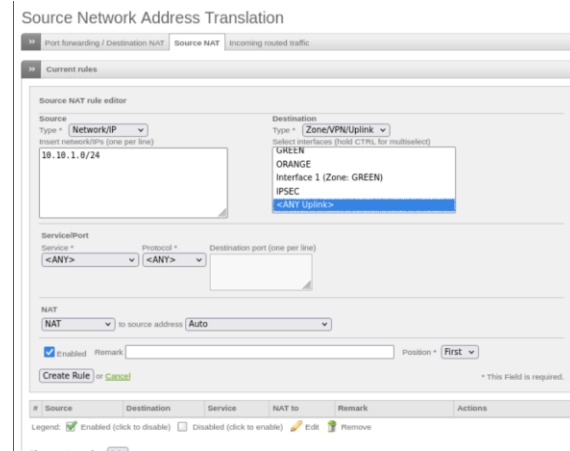 Source Network Address Translation
» Port forwarding / Destination NAT Source NAT Incoming routed traffic
» Current rules
Source NAT rule editor
Source Destination
Type * Network/IP Type * Zone/VPN/Uplink
Insert network/IPs (one per line) Select interfaces (hold CTRL for multiselect)
10.10.1.0/24
GREEN
ORANGE
Interface 1 (Zone: GREEN)
IPSEC
<ANY Uplink>
Service/Port
Service * Protocol * Destination port (one per line)
<ANY> <ANY>
NAT
NAT to source address Auto
Enabled Remark Position * First
Create Rule or Cancel * This Field is required.
# Source Destination Service NAT to Remark Actions
Legend: Enabled (click to disable) Disabled (click to enable) Edit Remove